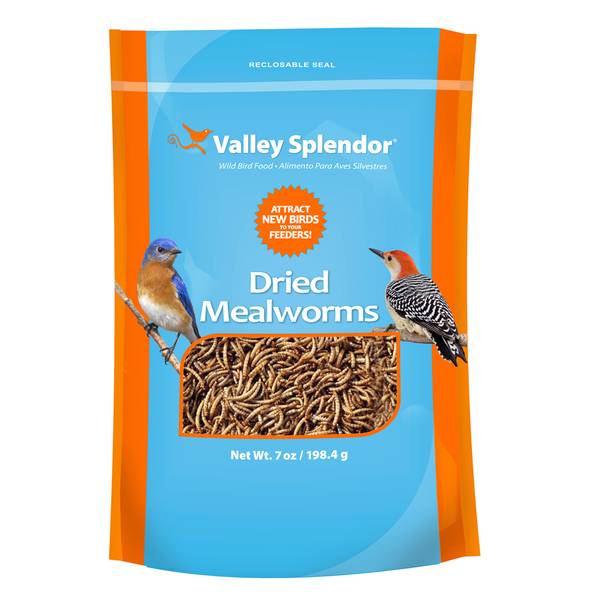 RECLOSABLE SEAL
Valley Splendor®
Wild Bird Food • Alimento Para Aves Silvestres
ATTRACT
NEW BIRDS
TO YOUR
FEEDERS!
Dried
Mealworms
Net Wt. 7 oz / 198.4 g